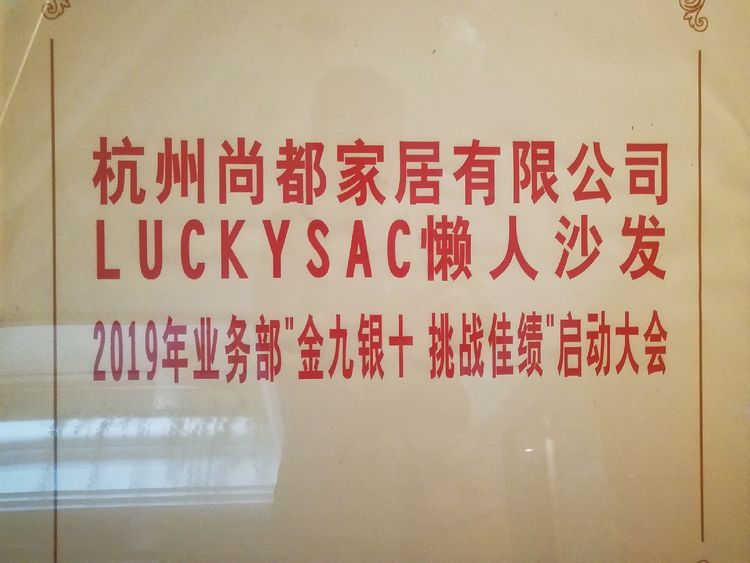 杭州尚都家居有限公司
LUCKYSAC懒人沙发
2019年业务部"金九银十 挑战佳绩"启动大会